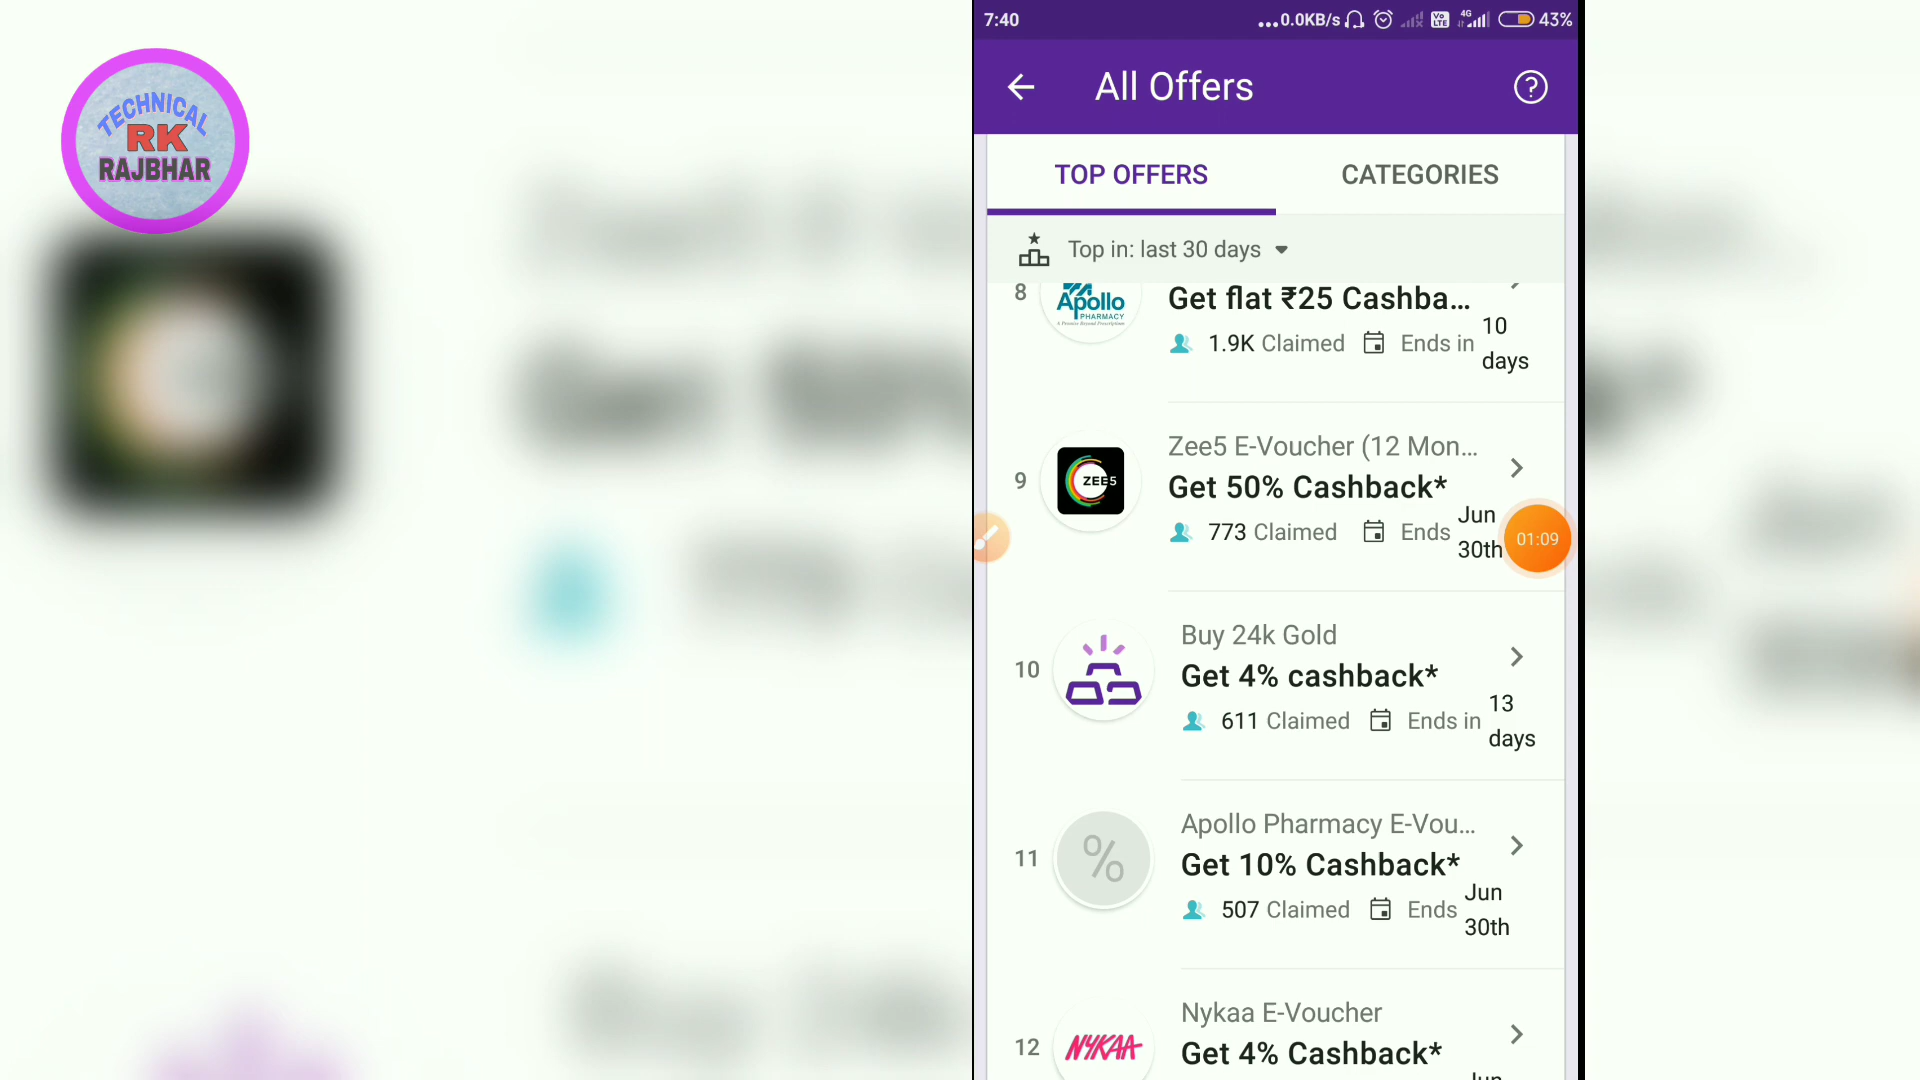 TECHNICAL
RK
RAJBHAR
7:40
...0.0KB/s
Vo
LTE
4G
43%
All Offers
?
TOP OFFERS
CATEGORIES
Top in: last 30 days
8
Apollo
PHARMACY
Get flat ₹25 Cashba...
1.9K Claimed
Ends in 10 days
Zee5 E-Voucher (12 Mon...
9
ZEE5
Get 50% Cashback*
773 Claimed
Ends Jun 30th
01:09
Buy 24k Gold
10
Get 4% cashback*
611 Claimed
Ends in 13 days
Apollo Pharmacy E-Vou...
11
%
Get 10% Cashback*
507 Claimed
Ends Jun 30th
Nykaa E-Voucher
12
NYKAA
Get 4% Cashback*